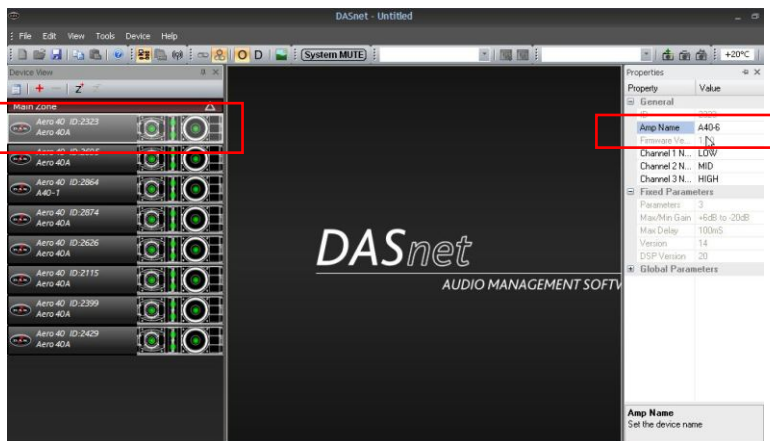 DASnet - Untitled
File Edit View Tools Device Help
O D System MUTE +20°C
Device View
Z
Main Zone
Aero 40 ID:2323
Aero 40A
Aero 40A
Aero 40 ID:2864
A40-1
Aero 40 ID:2874
Aero 40A
Aero 40 ID:2626
Aero 40A
Aero 40 ID:2115
Aero 40A
Aero 40 ID:2399
Aero 40A
Aero 40 ID:2429
Aero 40A
DASnet
AUDIO MANAGEMENT SOFTW
Properties
Property Value
General
Amp Name A40-6
Firmware Ve...
Channel 1 N... LOW
Channel 2 N... MID
Channel 3 N... HIGH
Fixed Parameters
Parameters 3
Max/Min Gain +6dB to -20dB
Max Delay 100mS
Version 14
DSP Version 20
Global Parameters
Amp Name
Set the device name